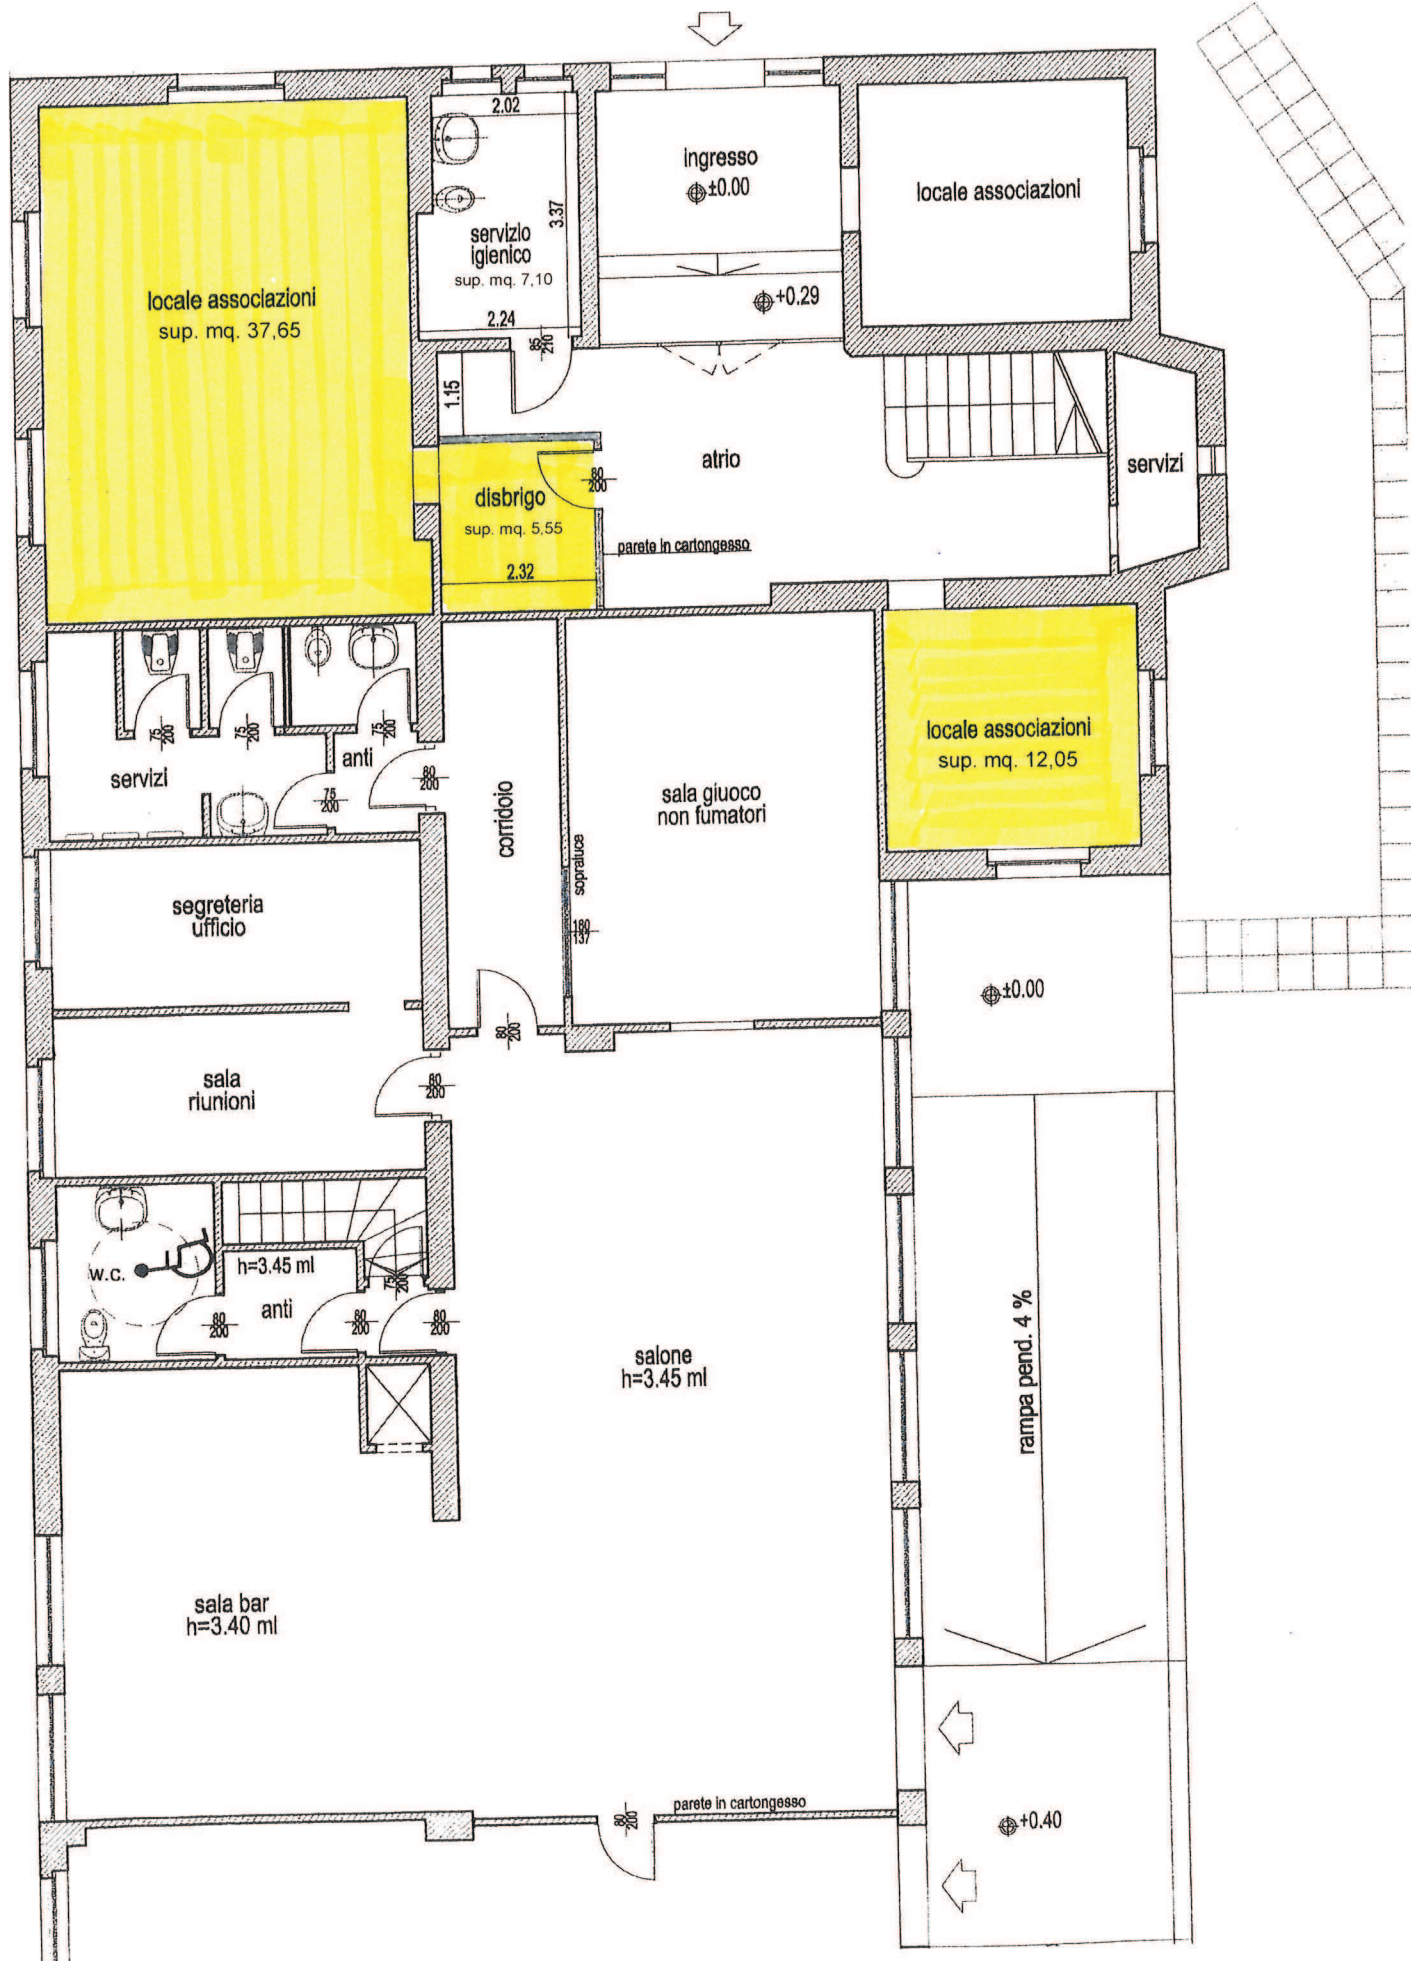 2.02
ingresso
±0.00
locale associazioni
3.37
servizio
igienico
sup. mq. 7,10
locale associazioni
sup. mq. 37,65
+0.29
2.24
85
210
1.15
atrio
servizi
80
200
disbrigo
sup. mq. 5,55
parete in cartongesso
2.32
75
200
75
200
75
200
anti
servizi
80
200
75
200
corridoio
sala giuoco
non fumatori
locale associazioni
sup. mq. 12,05
sopraluce
180
137
segreteria
ufficio
±0.00
80
200
sala
riunioni
80
200
h=3.45 ml
W.C.
75
200
anti
80
200
80
200
80
200
salone
h=3.45 ml
rampa pend. 4 %
sala bar
h=3.40 ml
parete in cartongesso
80
200
+0.40